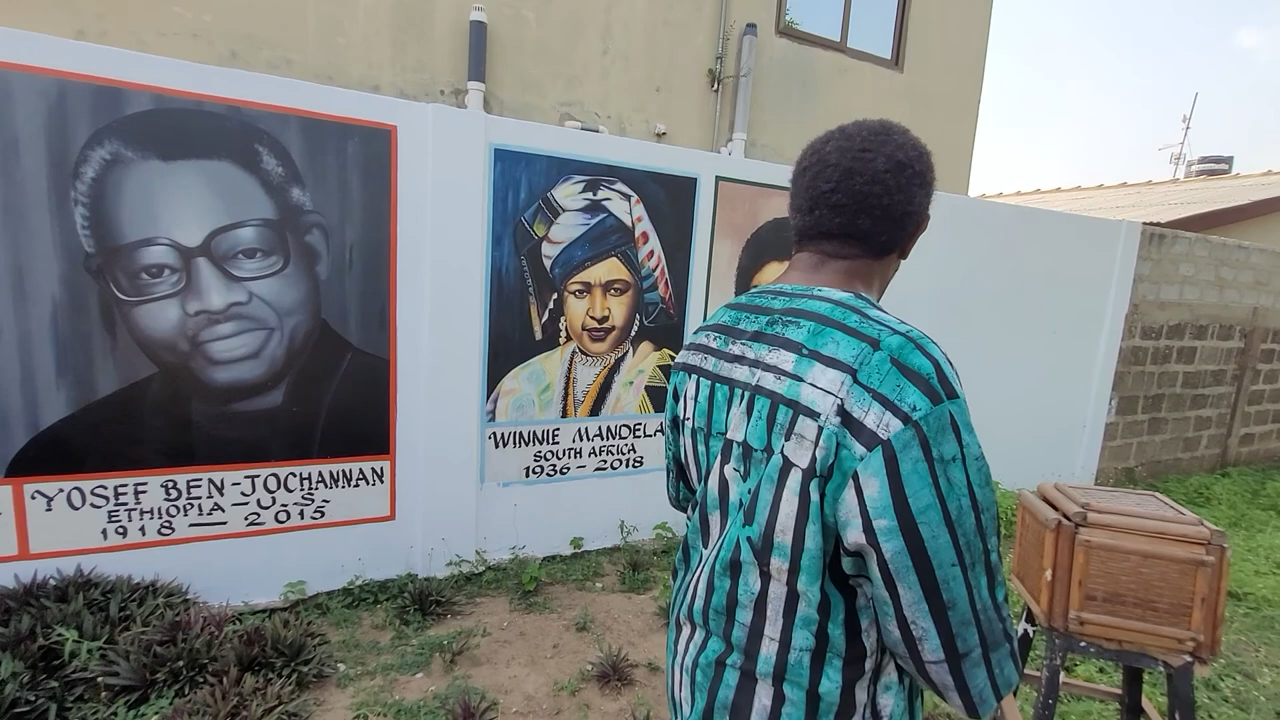 YOSEF BEN-JOCHANNAN
ETHIOPIA - U.S.
1918 — 2015
WINNIE MANDELA
SOUTH AFRICA
1936 - 2018